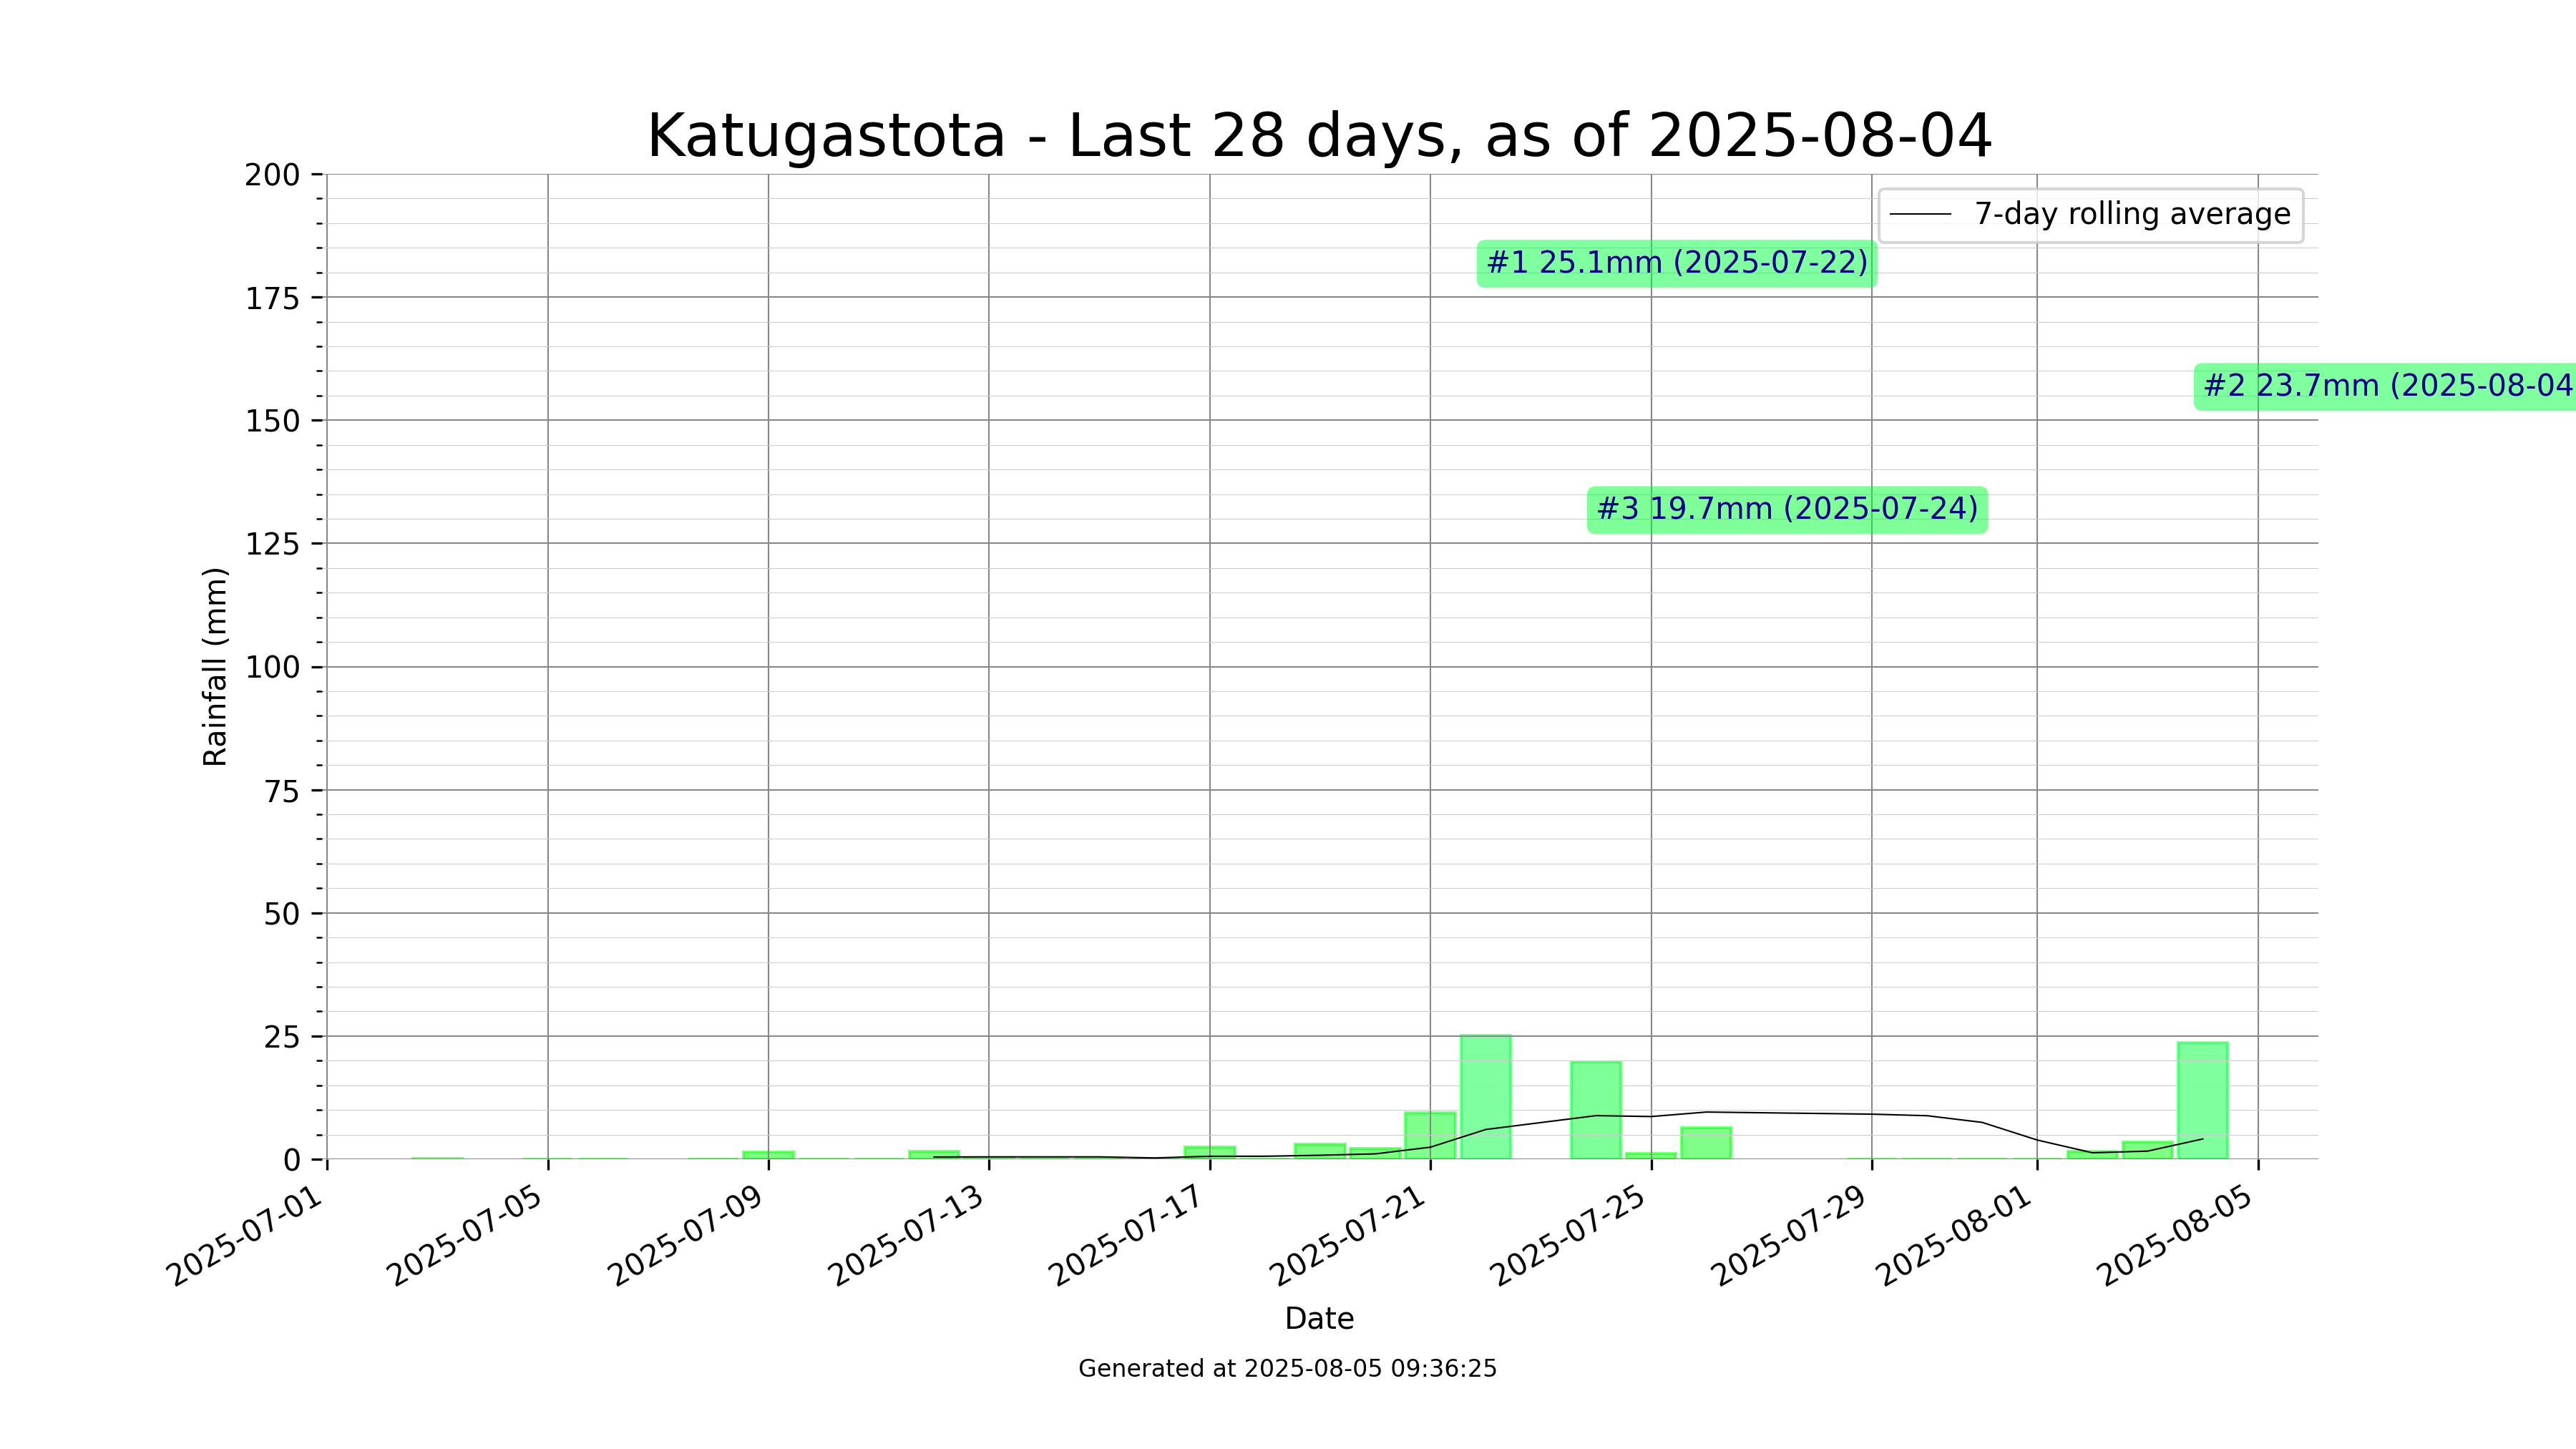 Katugastota - Last 28 days, as of 2025-08-04
7-day rolling average
#1 25.1mm (2025-07-22)
#2 23.7mm (2025-08-04
#3 19.7mm (2025-07-24)
Rainfall (mm)
200
175
150
125
100
75
50
25
0
2025-07-01
2025-07-05
2025-07-09
2025-07-13
2025-07-17
2025-07-21
2025-07-25
2025-07-29
2025-08-01
2025-08-05
Date
Generated at 2025-08-05 09:36:25